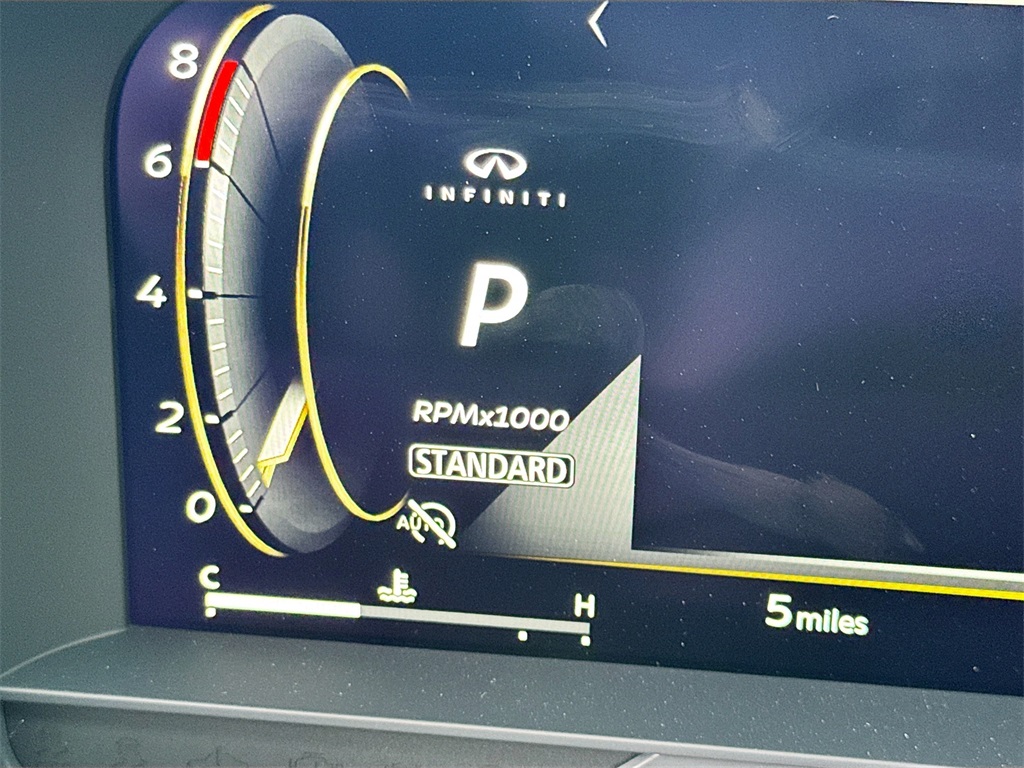 8
6
4
2
0
INFINITI
P
RPMx1000
STANDARD
AUTO
C
H
5 miles